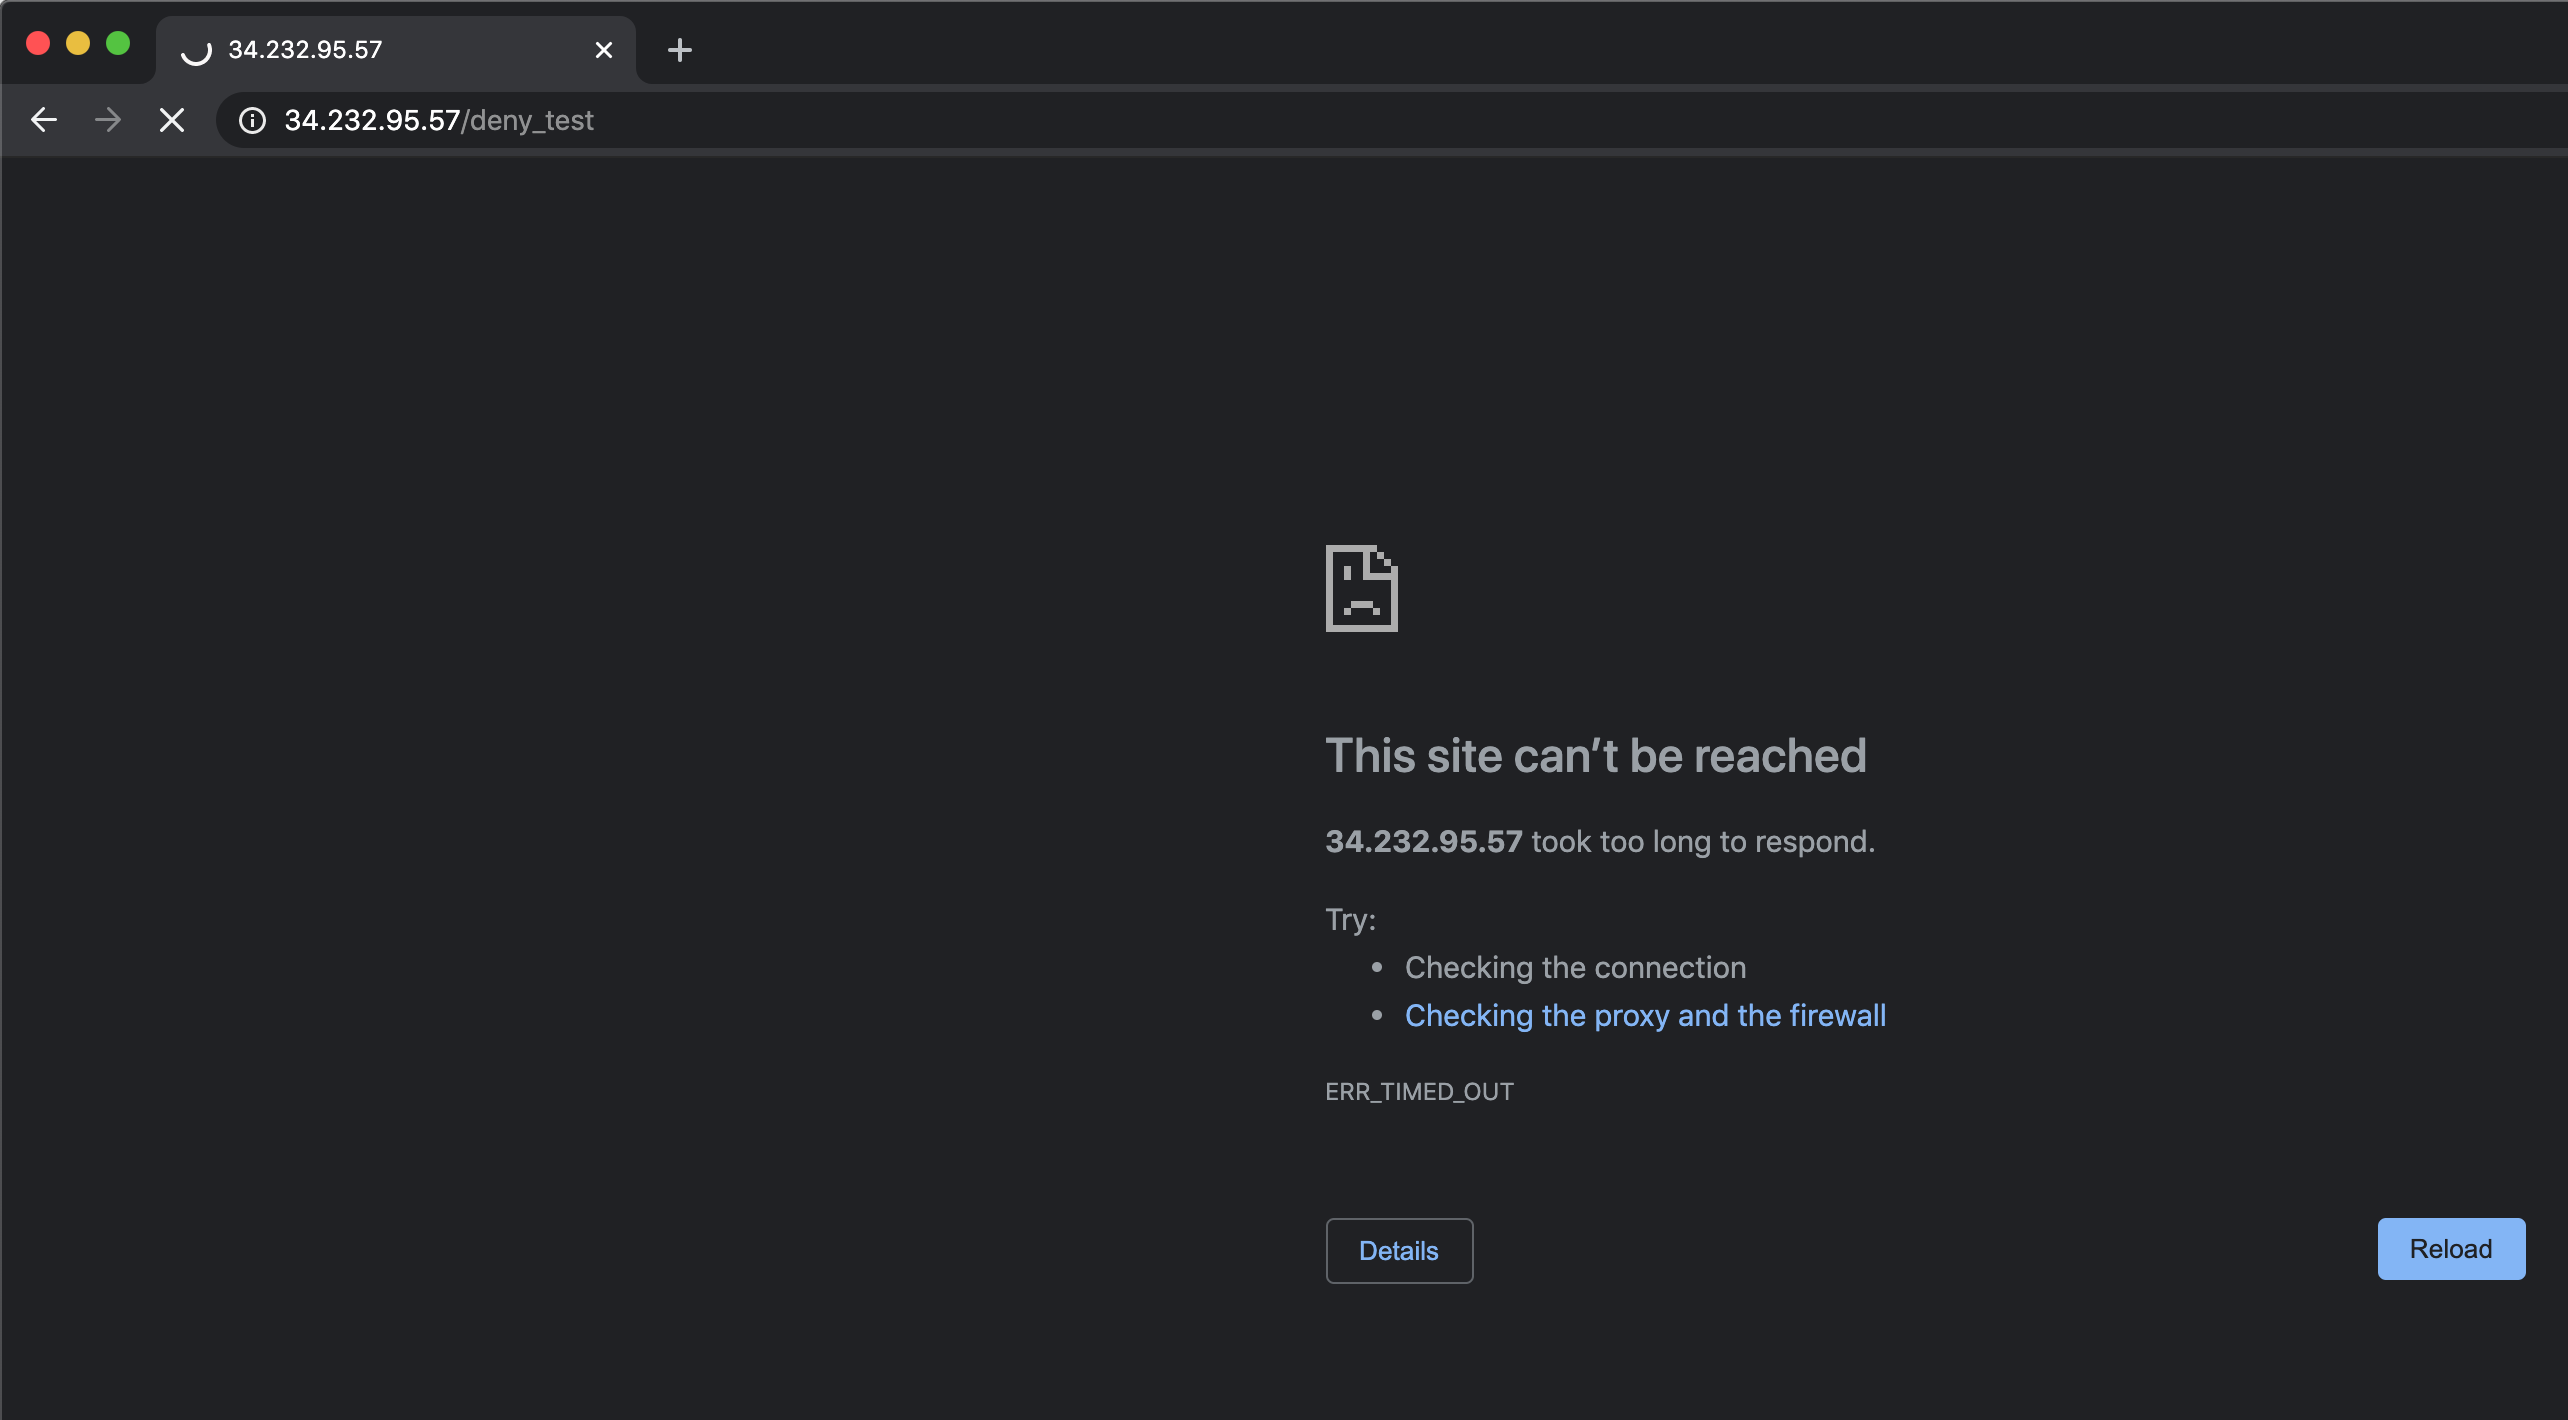 34.232.95.57
34.232.95.57/deny_test
This site can’t be reached
34.232.95.57 took too long to respond.
Try:
• Checking the connection
• Checking the proxy and the firewall
ERR_TIMED_OUT
Details
Reload